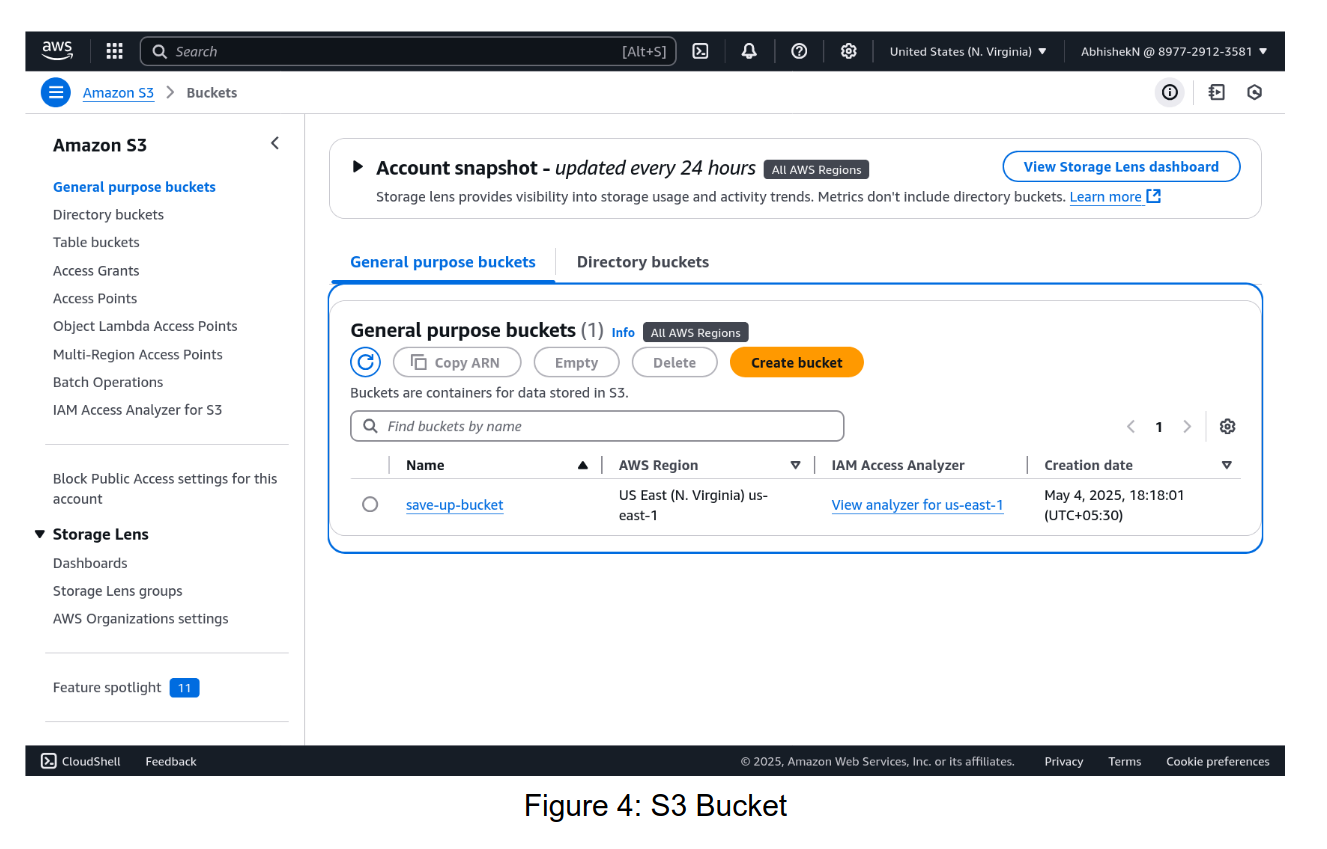 aws
Search [Alt+S]
United States (N. Virginia) ▼
AbhishekN @ 8977-2912-3581 ▼
Amazon S3 > Buckets
Amazon S3
General purpose buckets
Directory buckets
Table buckets
Access Grants
Access Points
Object Lambda Access Points
Multi-Region Access Points
Batch Operations
IAM Access Analyzer for S3
Block Public Access settings for this
account
▼ Storage Lens
Dashboards
Storage Lens groups
AWS Organizations settings
Feature spotlight 11
Account snapshot - updated every 24 hours All AWS Regions
View Storage Lens dashboard
Storage lens provides visibility into storage usage and activity trends. Metrics don't include directory buckets. Learn more
General purpose buckets
Directory buckets
General purpose buckets (1) Info All AWS Regions
Copy ARN
Empty
Delete
Create bucket
Buckets are containers for data stored in S3.
Find buckets by name
< 1 >
Name ▲ AWS Region ▽ IAM Access Analyzer Creation date ▽
save-up-bucket
US East (N. Virginia) us-
east-1
View analyzer for us-east-1
May 4, 2025, 18:18:01
(UTC+05:30)
CloudShell Feedback
© 2025, Amazon Web Services, Inc. or its affiliates. Privacy Terms Cookie preferences
Figure 4: S3 Bucket